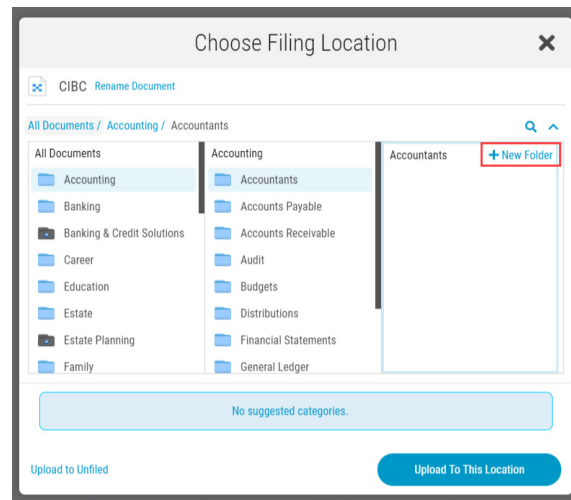 Choose Filing Location
CIBC Rename Document
All Documents / Accounting / Accountants
All Documents
Accounting
Banking
Banking & Credit Solutions
Career
Education
Estate
Estate Planning
Family
Accounting
Accountants
Accounts Payable
Accounts Receivable
Audit
Budgets
Distributions
Financial Statements
General Ledger
Accountants + New Folder
No suggested categories.
Upload to Unfiled
Upload To This Location